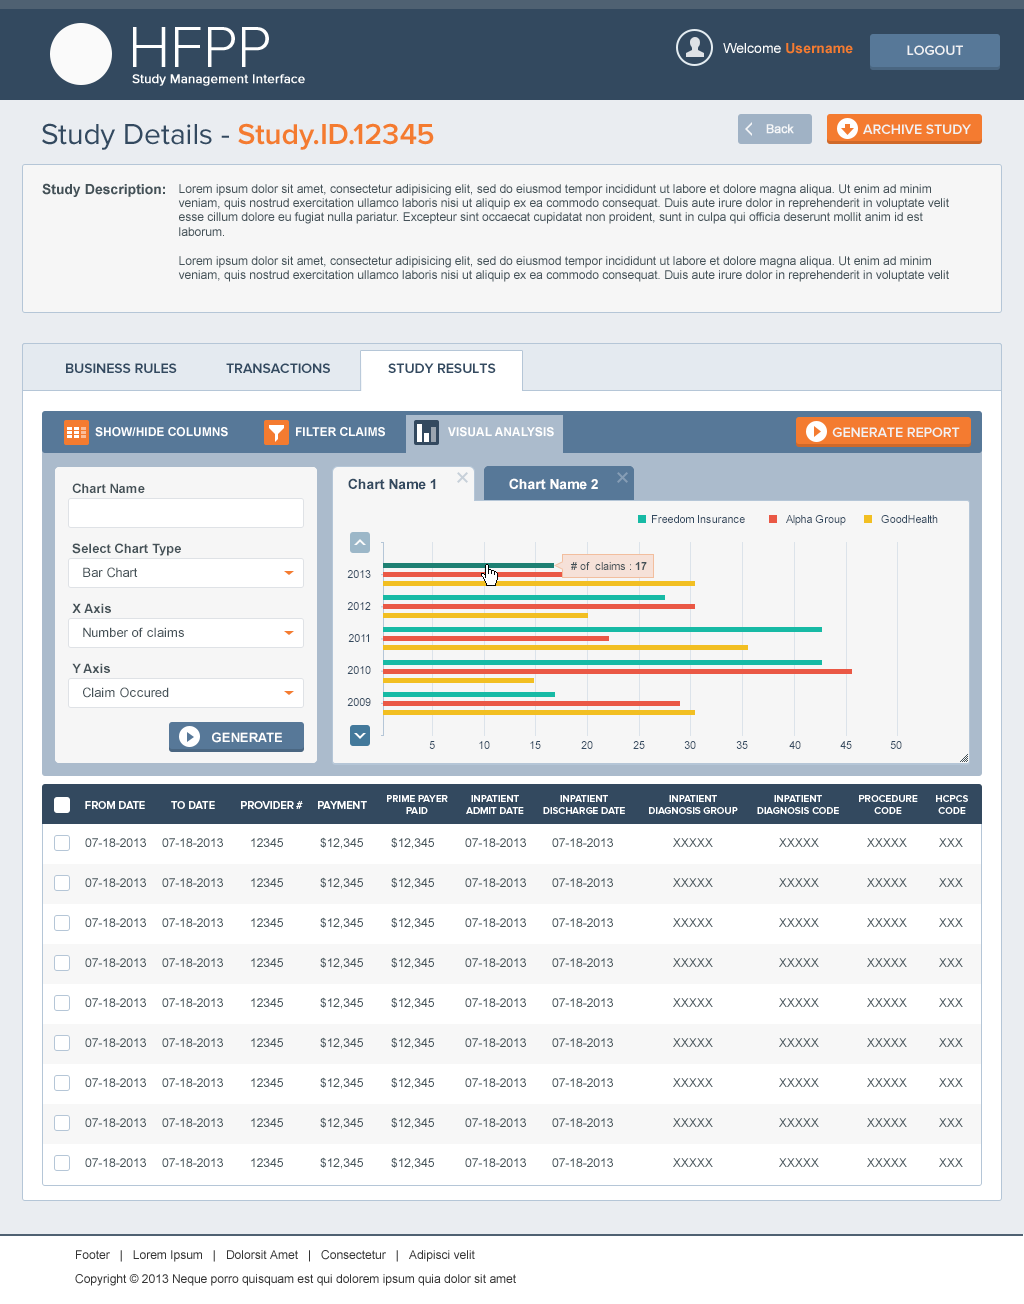 HFPP
Study Management Interface
Welcome Username
LOGOUT
Study Details - Study.ID.12345
Back
ARCHIVE STUDY
Study Description:
Lorem ipsum dolor sit amet, consectetur adipisicing elit, sed do eiusmod tempor incididunt ut labore et dolore magna aliqua. Ut enim ad minim
veniam, quis nostrud exercitation ullamco laboris nisi ut aliquip ex ea commodo consequat. Duis aute irure dolor in reprehenderit in voluptate velit
esse cillum dolore eu fugiat nulla pariatur. Excepteur sint occaecat cupidatat non proident, sunt in culpa qui officia deserunt mollit anim id est
laborum.
Lorem ipsum dolor sit amet, consectetur adipisicing elit, sed do eiusmod tempor incididunt ut labore et dolore magna aliqua. Ut enim ad minim
veniam, quis nostrud exercitation ullamco laboris nisi ut aliquip ex ea commodo consequat. Duis aute irure dolor in reprehenderit in voluptate velit
BUSINESS RULES
TRANSACTIONS
STUDY RESULTS
SHOW/HIDE COLUMNS
FILTER CLAIMS
VISUAL ANALYSIS
GENERATE REPORT
Chart Name
Select Chart Type
Bar Chart
X Axis
Number of claims
Y Axis
Claim Occured
GENERATE
Chart Name 1
Chart Name 2
Freedom Insurance
Alpha Group
GoodHealth
# of claims : 17
2013
2012
2011
2010
2009
5 10 15 20 25 30 35 40 45 50
FROM DATE TO DATE PROVIDER # PAYMENT PRIME PAYER PAID INPATIENT ADMIT DATE INPATIENT DISCHARGE DATE INPATIENT DIAGNOSIS GROUP INPATIENT DIAGNOSIS CODE PROCEDURE CODE HCPCS CODE
07-18-2013 07-18-2013 12345 $12,345 $12,345 07-18-2013 07-18-2013 XXXXX XXXXX XXXXX XXX
07-18-2013 07-18-2013 12345 $12,345 $12,345 07-18-2013 07-18-2013 XXXXX XXXXX XXXXX XXX
07-18-2013 07-18-2013 12345 $12,345 $12,345 07-18-2013 07-18-2013 XXXXX XXXXX XXXXX XXX
07-18-2013 07-18-2013 12345 $12,345 $12,345 07-18-2013 07-18-2013 XXXXX XXXXX XXXXX XXX
07-18-2013 07-18-2013 12345 $12,345 $12,345 07-18-2013 07-18-2013 XXXXX XXXXX XXXXX XXX
07-18-2013 07-18-2013 12345 $12,345 $12,345 07-18-2013 07-18-2013 XXXXX XXXXX XXXXX XXX
07-18-2013 07-18-2013 12345 $12,345 $12,345 07-18-2013 07-18-2013 XXXXX XXXXX XXXXX XXX
07-18-2013 07-18-2013 12345 $12,345 $12,345 07-18-2013 07-18-2013 XXXXX XXXXX XXXXX XXX
07-18-2013 07-18-2013 12345 $12,345 $12,345 07-18-2013 07-18-2013 XXXXX XXXXX XXXXX XXX
Footer | Lorem Ipsum | Dolorsit Amet | Consectetur | Adipisci velit
Copyright © 2013 Neque porro quisquam est qui dolorem ipsum quia dolor sit amet